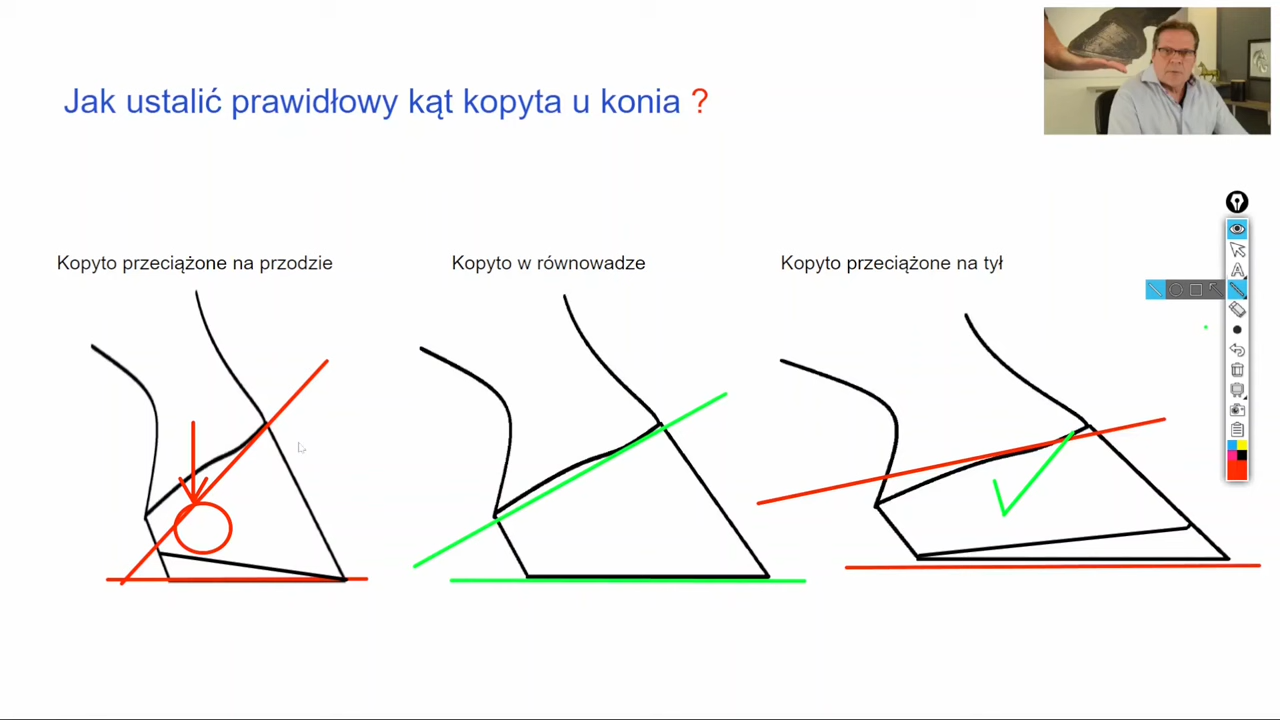 Jak ustalić prawidłowy kąt kopyta u konia ?
Kopyto przeciążone na przodzie
Kopyto w równowadze
Kopyto przeciążone na tył
A